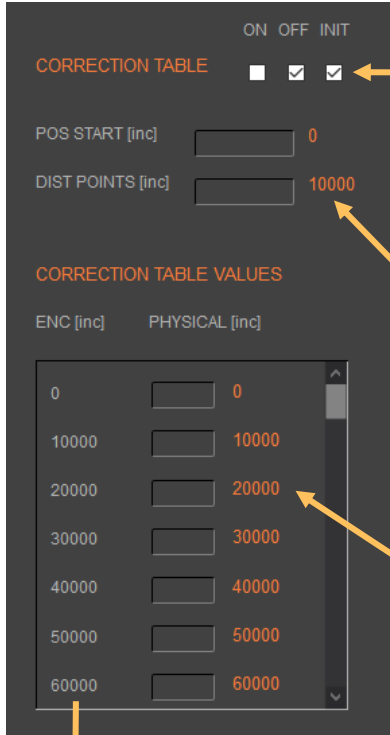 ON OFF INIT
CORRECTION TABLE
POS START [inc] 0
DIST POINTS [inc] 10000
CORRECTION TABLE VALUES
ENC [inc] PHYSICAL [inc]
0 0
10000 10000
20000 20000
30000 30000
40000 40000
50000 50000
60000 60000